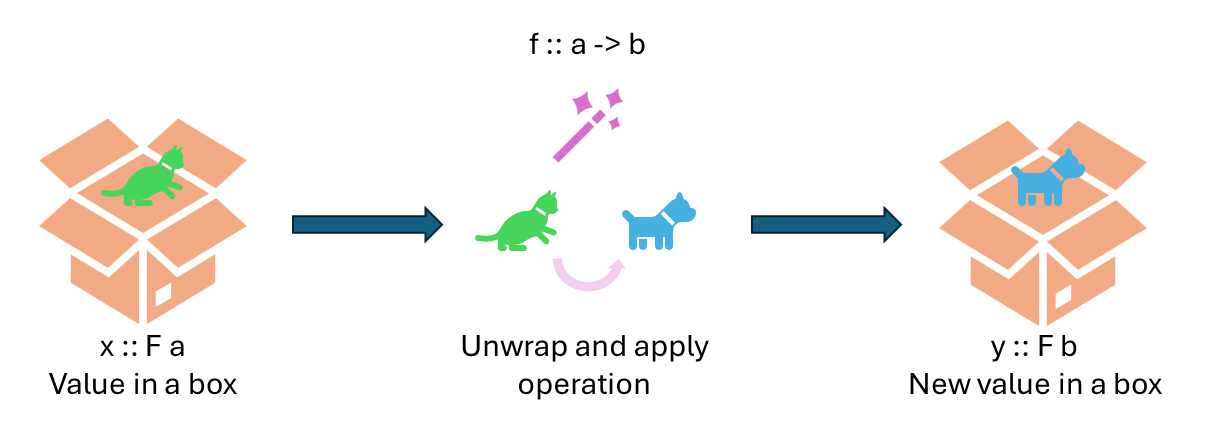 f :: a -> b
x :: F a
Value in a box
Unwrap and apply
operation
y :: F b
New value in a box